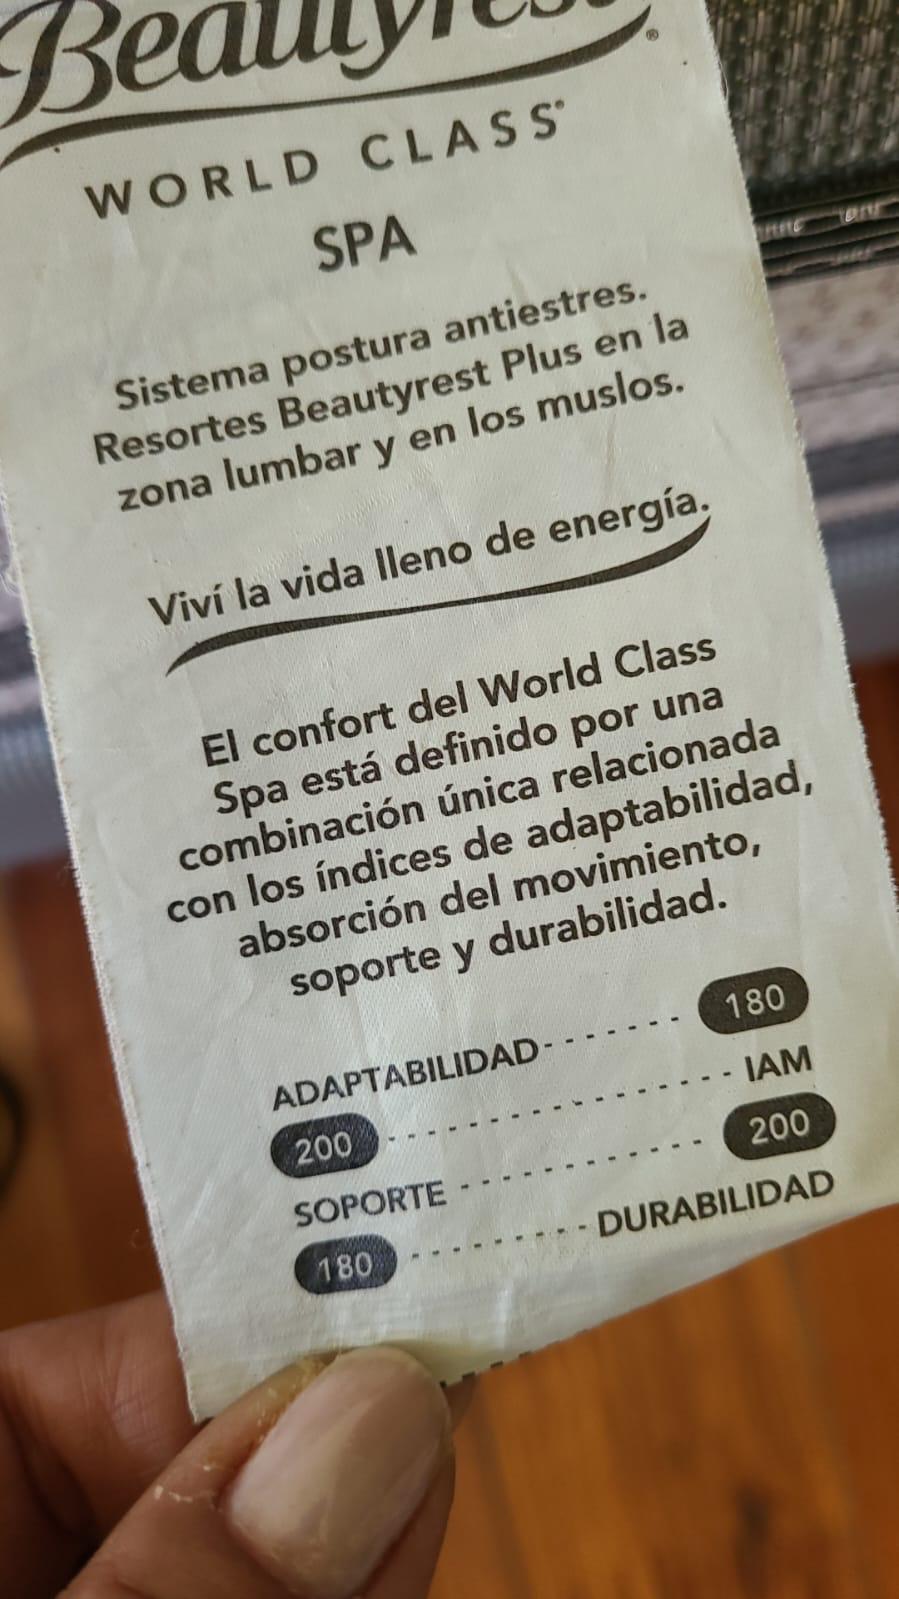 Beautyrest®
WORLD CLASS®
SPA
Sistema postura antiestres.
Resortes Beautyrest Plus en la
zona lumbar y en los muslos.
Viví la vida lleno de energía.
El confort del World Class
Spa está definido por una
combinación única relacionada
con los índices de adaptabilidad,
absorción del movimiento,
soporte y durabilidad.
ADAPTABILIDAD ------- 180
200 ----------------- IAM
SOPORTE ------------ 200
180 --------- DURABILIDAD